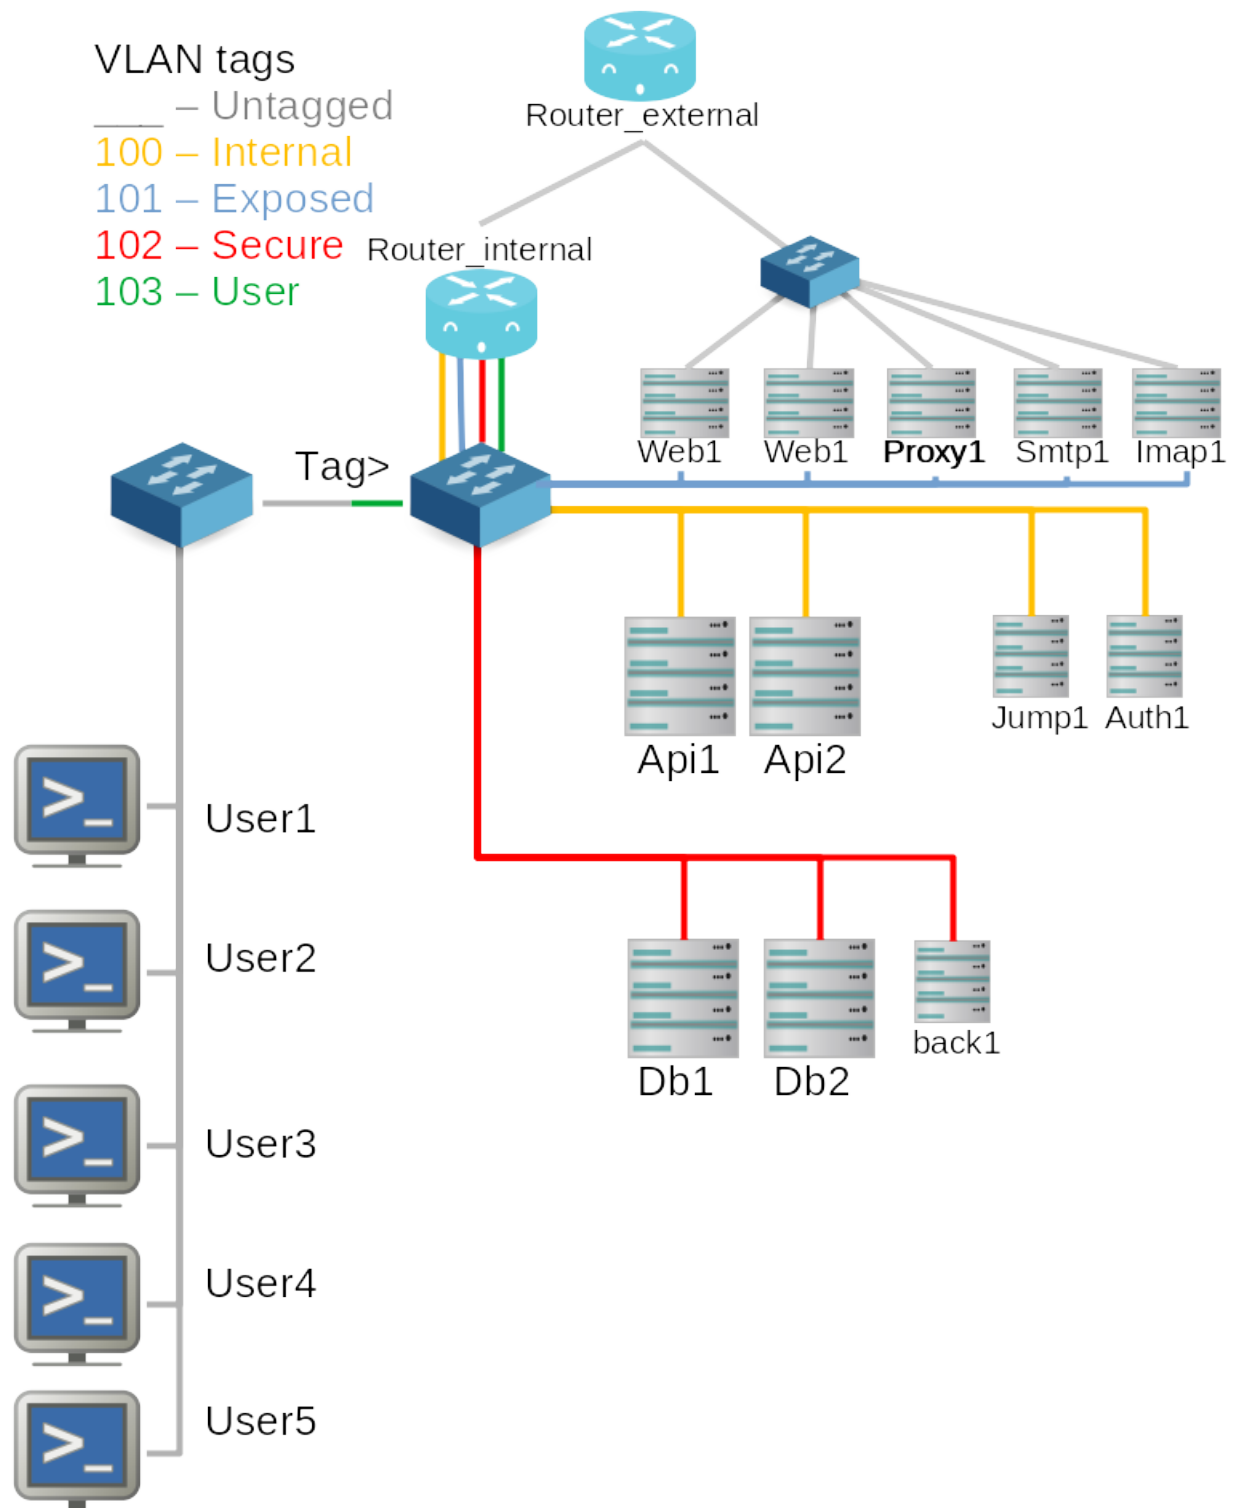 VLAN tags
___ – Untagged
100 – Internal
101 – Exposed
102 – Secure
103 – User
Router_external
Router_internal
Tag>
Web1
Web1
Proxy1
Smtp1
Imap1
Api1
Api2
Jump1
Auth1
>_
User1
>_
User2
>_
User3
>_
User4
>_
User5
Db1
Db2
back1